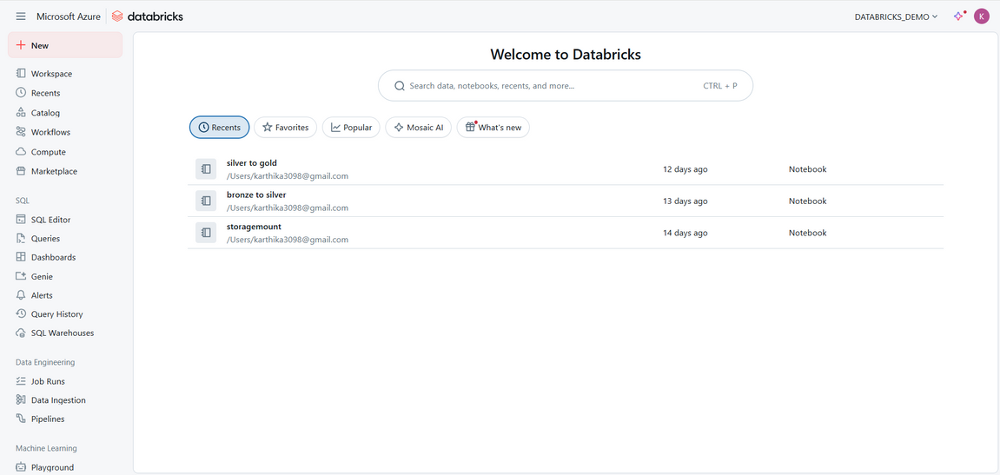 Microsoft Azure databricks DATABRICKS_DEMO K
New
Workspace
Recents
Catalog
Workflows
Compute
Marketplace
SQL
SQL Editor
Queries
Dashboards
Genie
Alerts
Query History
SQL Warehouses
Data Engineering
Job Runs
Data Ingestion
Pipelines
Machine Learning
Playground
Welcome to Databricks
Search data, notebooks, recents, and more... CTRL + P
Recents Favorites Popular Mosaic AI What's new
silver to gold
/Users/karthika3098@gmail.com 12 days ago Notebook
bronze to silver
/Users/karthika3098@gmail.com 13 days ago Notebook
storagemount
/Users/karthika3098@gmail.com 14 days ago Notebook